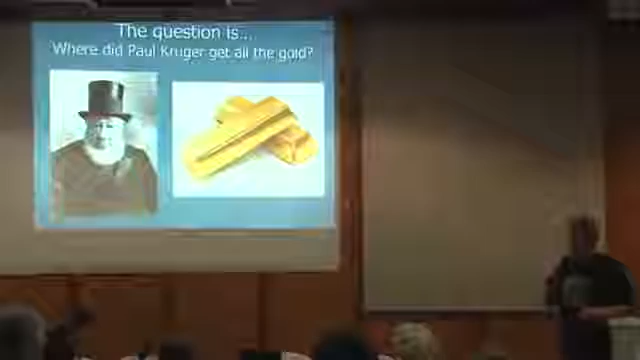 The question is...
Where did Paul Kruger get all the gold?